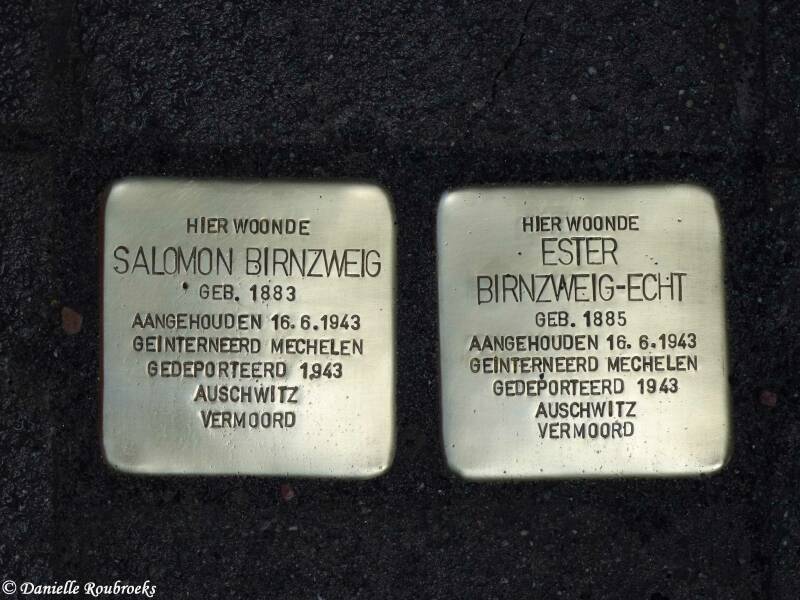 HIER WOONDE
SALOMON BIRNZWEIG
GEB. 1883
AANGEHOUDEN 16.6.1943
GEINTERNEERD MECHELEN
GEDEPORTEERD 1943
AUSCHWITZ
VERMOORD
HIER WOONDE
ESTER
BIRNZWEIG-ECHT
GEB. 1885
AANGEHOUDEN 16.6.1943
GEINTERNEERD MECHELEN
GEDEPORTEERD 1943
AUSCHWITZ
VERMOORD
© Danielle Roubroeks